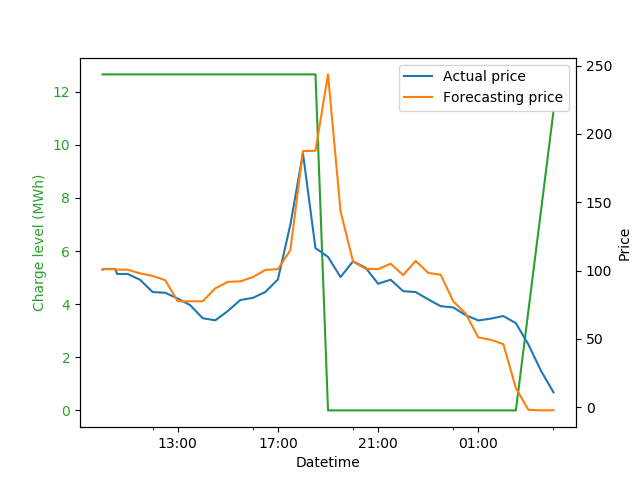 Actual price
Forecasting price
Charge level (MWh)
12
10
8
6
4
2
0
250
200
150
100
50
0
Price
13:00 17:00 21:00 01:00
Datetime